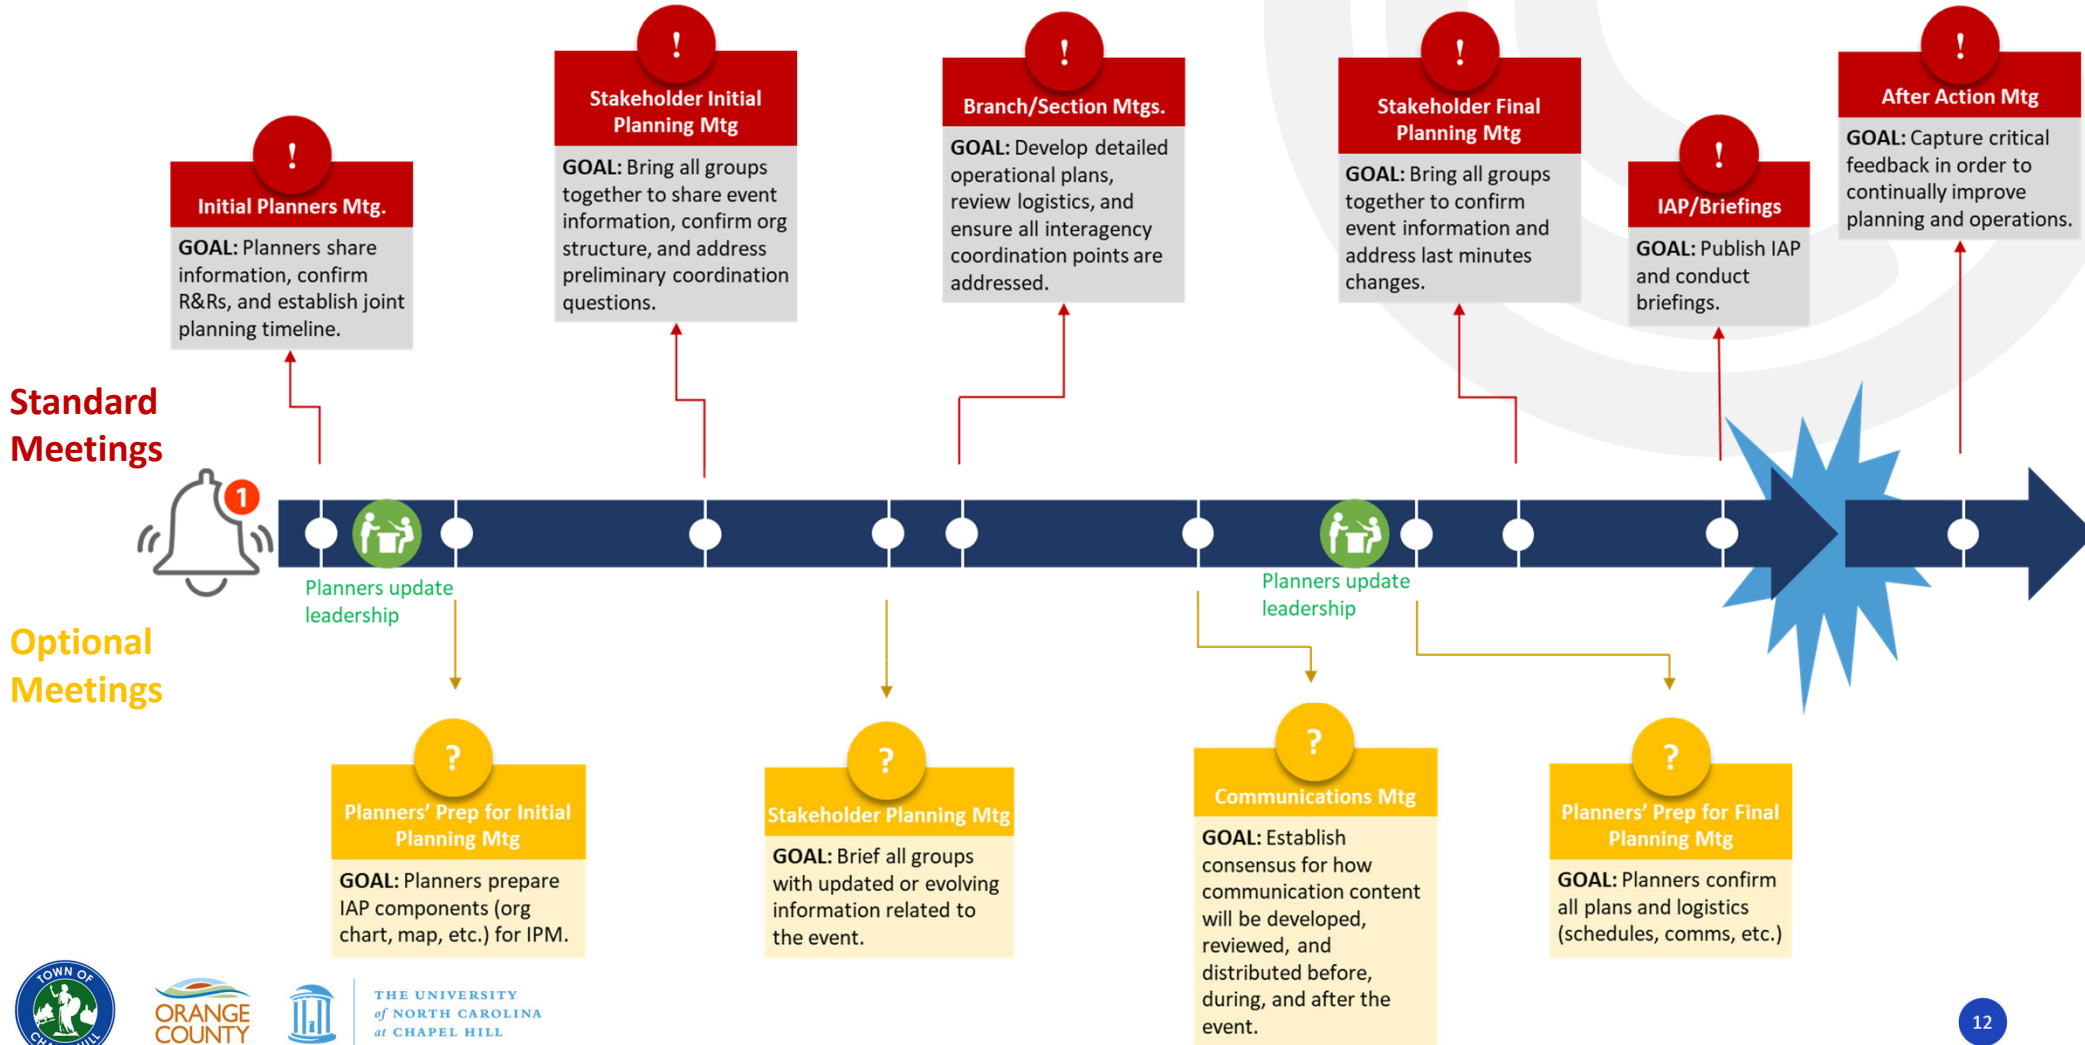 Initial Planners Mtg.
GOAL: Planners share
information, confirm
R&Rs, and establish joint
planning timeline.
!
Stakeholder Initial
Planning Mtg
GOAL: Bring all groups
together to share event
information, confirm org
structure, and address
preliminary coordination
questions.
!
Branch/Section Mtgs.
GOAL: Develop detailed
operational plans,
review logistics, and
ensure all interagency
coordination points are
addressed.
!
Stakeholder Final
Planning Mtg
GOAL: Bring all groups
together to confirm
event information and
address last minutes
changes.
!
IAP/Briefings
GOAL: Publish IAP
and conduct
briefings.
!
After Action Mtg
GOAL: Capture critical
feedback in order to
continually improve
planning and operations.
!
Standard
Meetings
1
Planners update
leadership
Planners update
leadership
Optional
Meetings
?
Planners’ Prep for Initial
Planning Mtg
GOAL: Planners prepare
IAP components (org
chart, map, etc.) for IPM.
?
Stakeholder Planning Mtg
GOAL: Brief all groups
with updated or evolving
information related to
the event.
?
Communications Mtg
GOAL: Establish
consensus for how
communication content
will be developed,
reviewed, and
distributed before,
during, and after the
event.
?
Planners’ Prep for Final
Planning Mtg
GOAL: Planners confirm
all plans and logistics
(schedules, comms, etc.)
TOWN OF
CHAPEL HILL
ORANGE
COUNTY
THE UNIVERSITY
of NORTH CAROLINA
at CHAPEL HILL
12